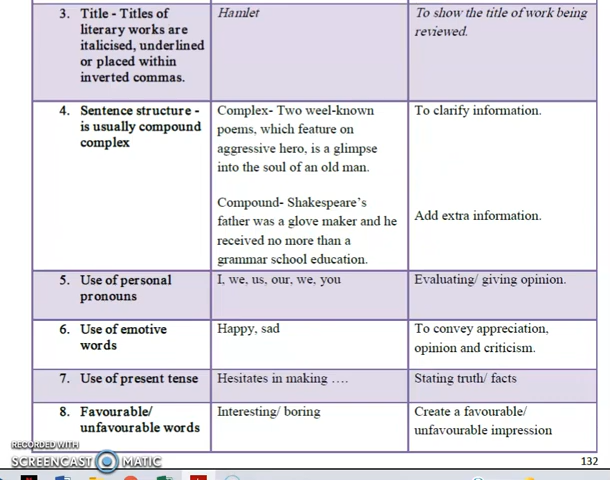 3. Title - Titles of
literary works are
italicised, underlined
or placed within
inverted commas.
Hamlet
To show the title of work being
reviewed.
4. Sentence structure -
is usually compound
complex
Complex- Two weel-known
poems, which feature on
aggressive hero, is a glimpse
into the soul of an old man.
Compound- Shakespeare's
father was a glove maker and he
received no more than a
grammar school education.
To clarify information.
Add extra information.
5. Use of personal
pronouns
I, we, us, our, we, you
Evaluating/ giving opinion.
6. Use of emotive
words
Happy, sad
To convey appreciation,
opinion and criticism.
7. Use of present tense
Hesitates in making ….
Stating truth/ facts
8. Favourable/
unfavourable words
Interesting/ boring
Create a favourable/
unfavourable impression
RECORDED WITH
SCREENCAST MATIC
132